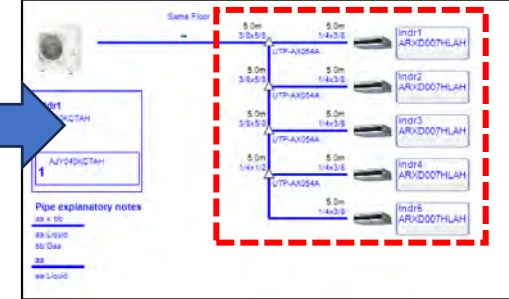 Same Floor
5.0m
3/8x5/8
UTP-AX054A
5.0m
1/4x3/8
Indr1
ARXD007HLAH
5.0m
3/8x5/8
UTP-AX054A
5.0m
1/4x3/8
Indr2
ARXD007HLAH
5.0m
3/8x5/8
UTP-AX054A
5.0m
1/4x3/8
Indr3
ARXD007HLAH
5.0m
1/4x1/2
UTP-AX054A
5.0m
1/4x3/8
Indr4
ARXD007HLAH
5.0m
1/4x3/8
Indr5
ARXD007HLAH
AJY040KCTAH
1
Pipe explanatory notes
aa x bb
aa:Liquid
bb:Gas
aa
aa:Liquid